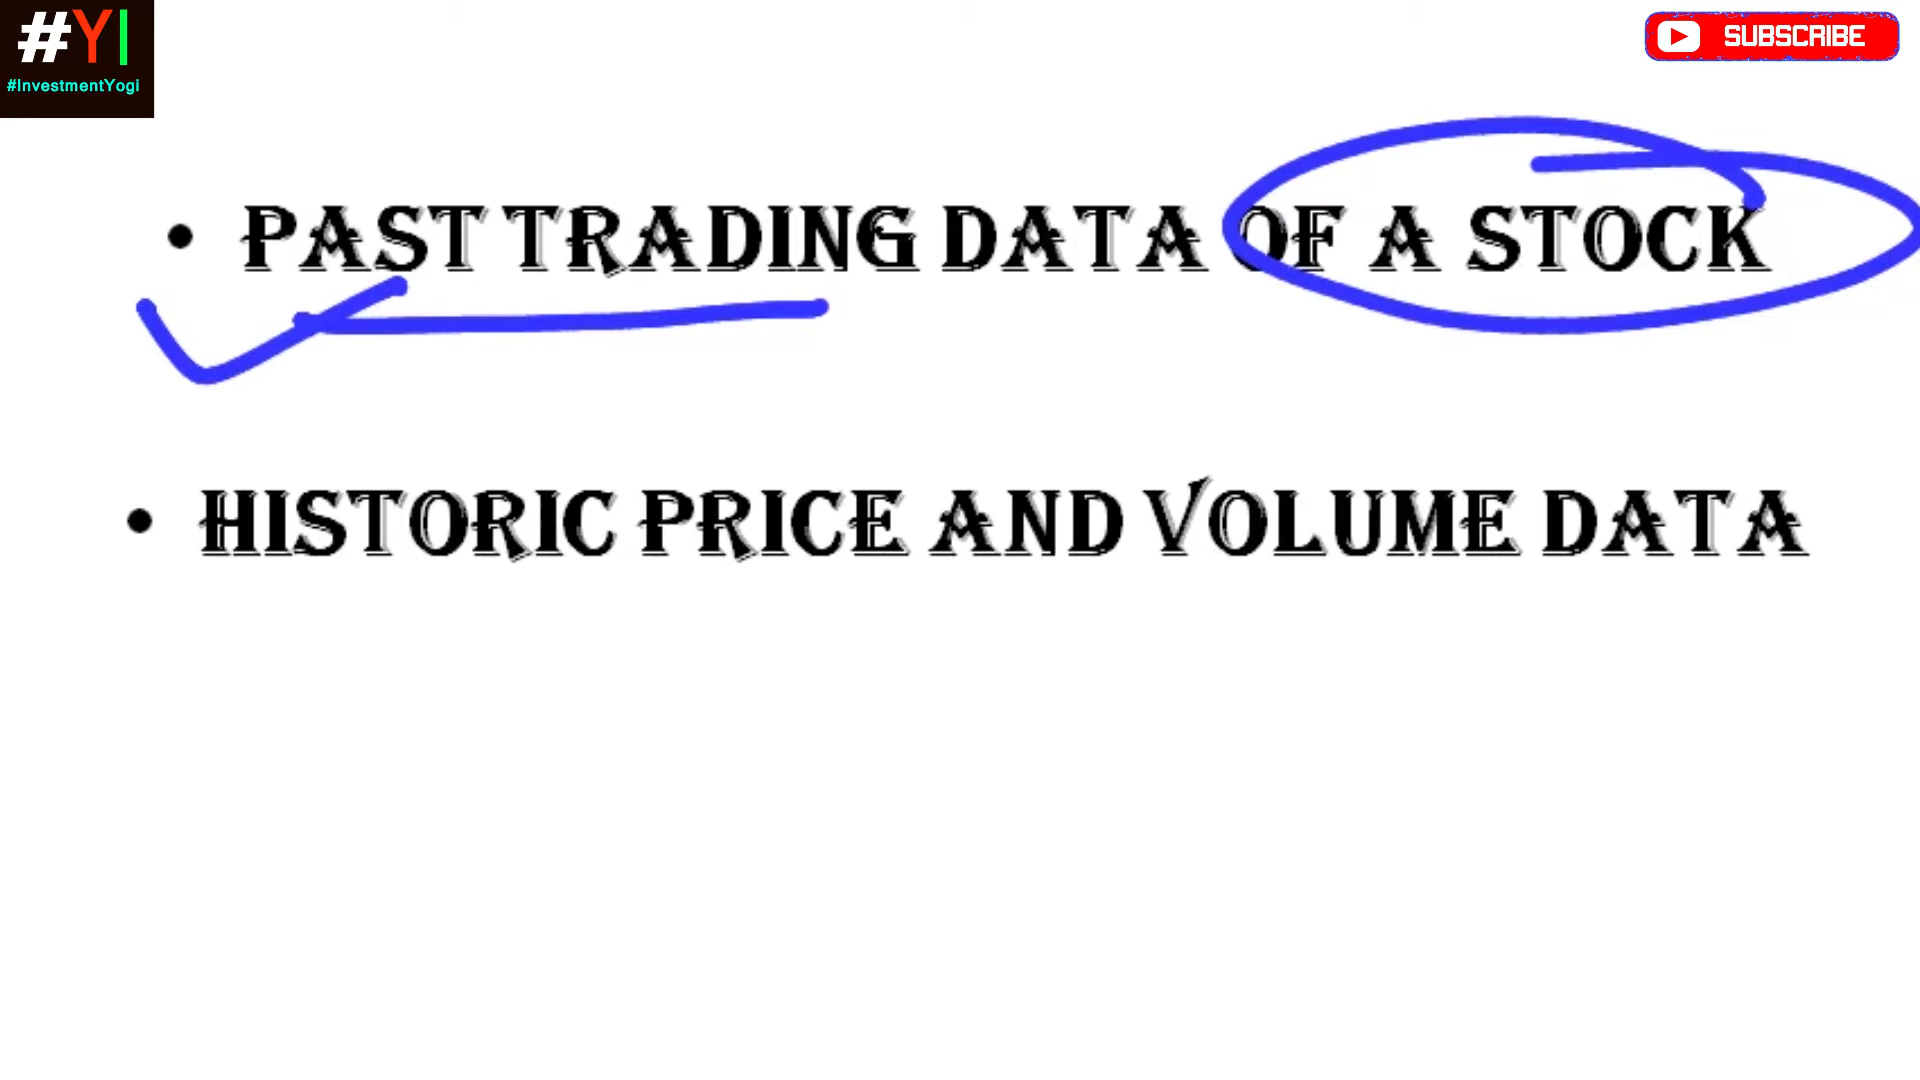 #YI
#InvestmentYogi
SUBSCRIBE
• PAST TRADING DATA OF A STOCK
• HISTORIC PRICE AND VOLUME DATA